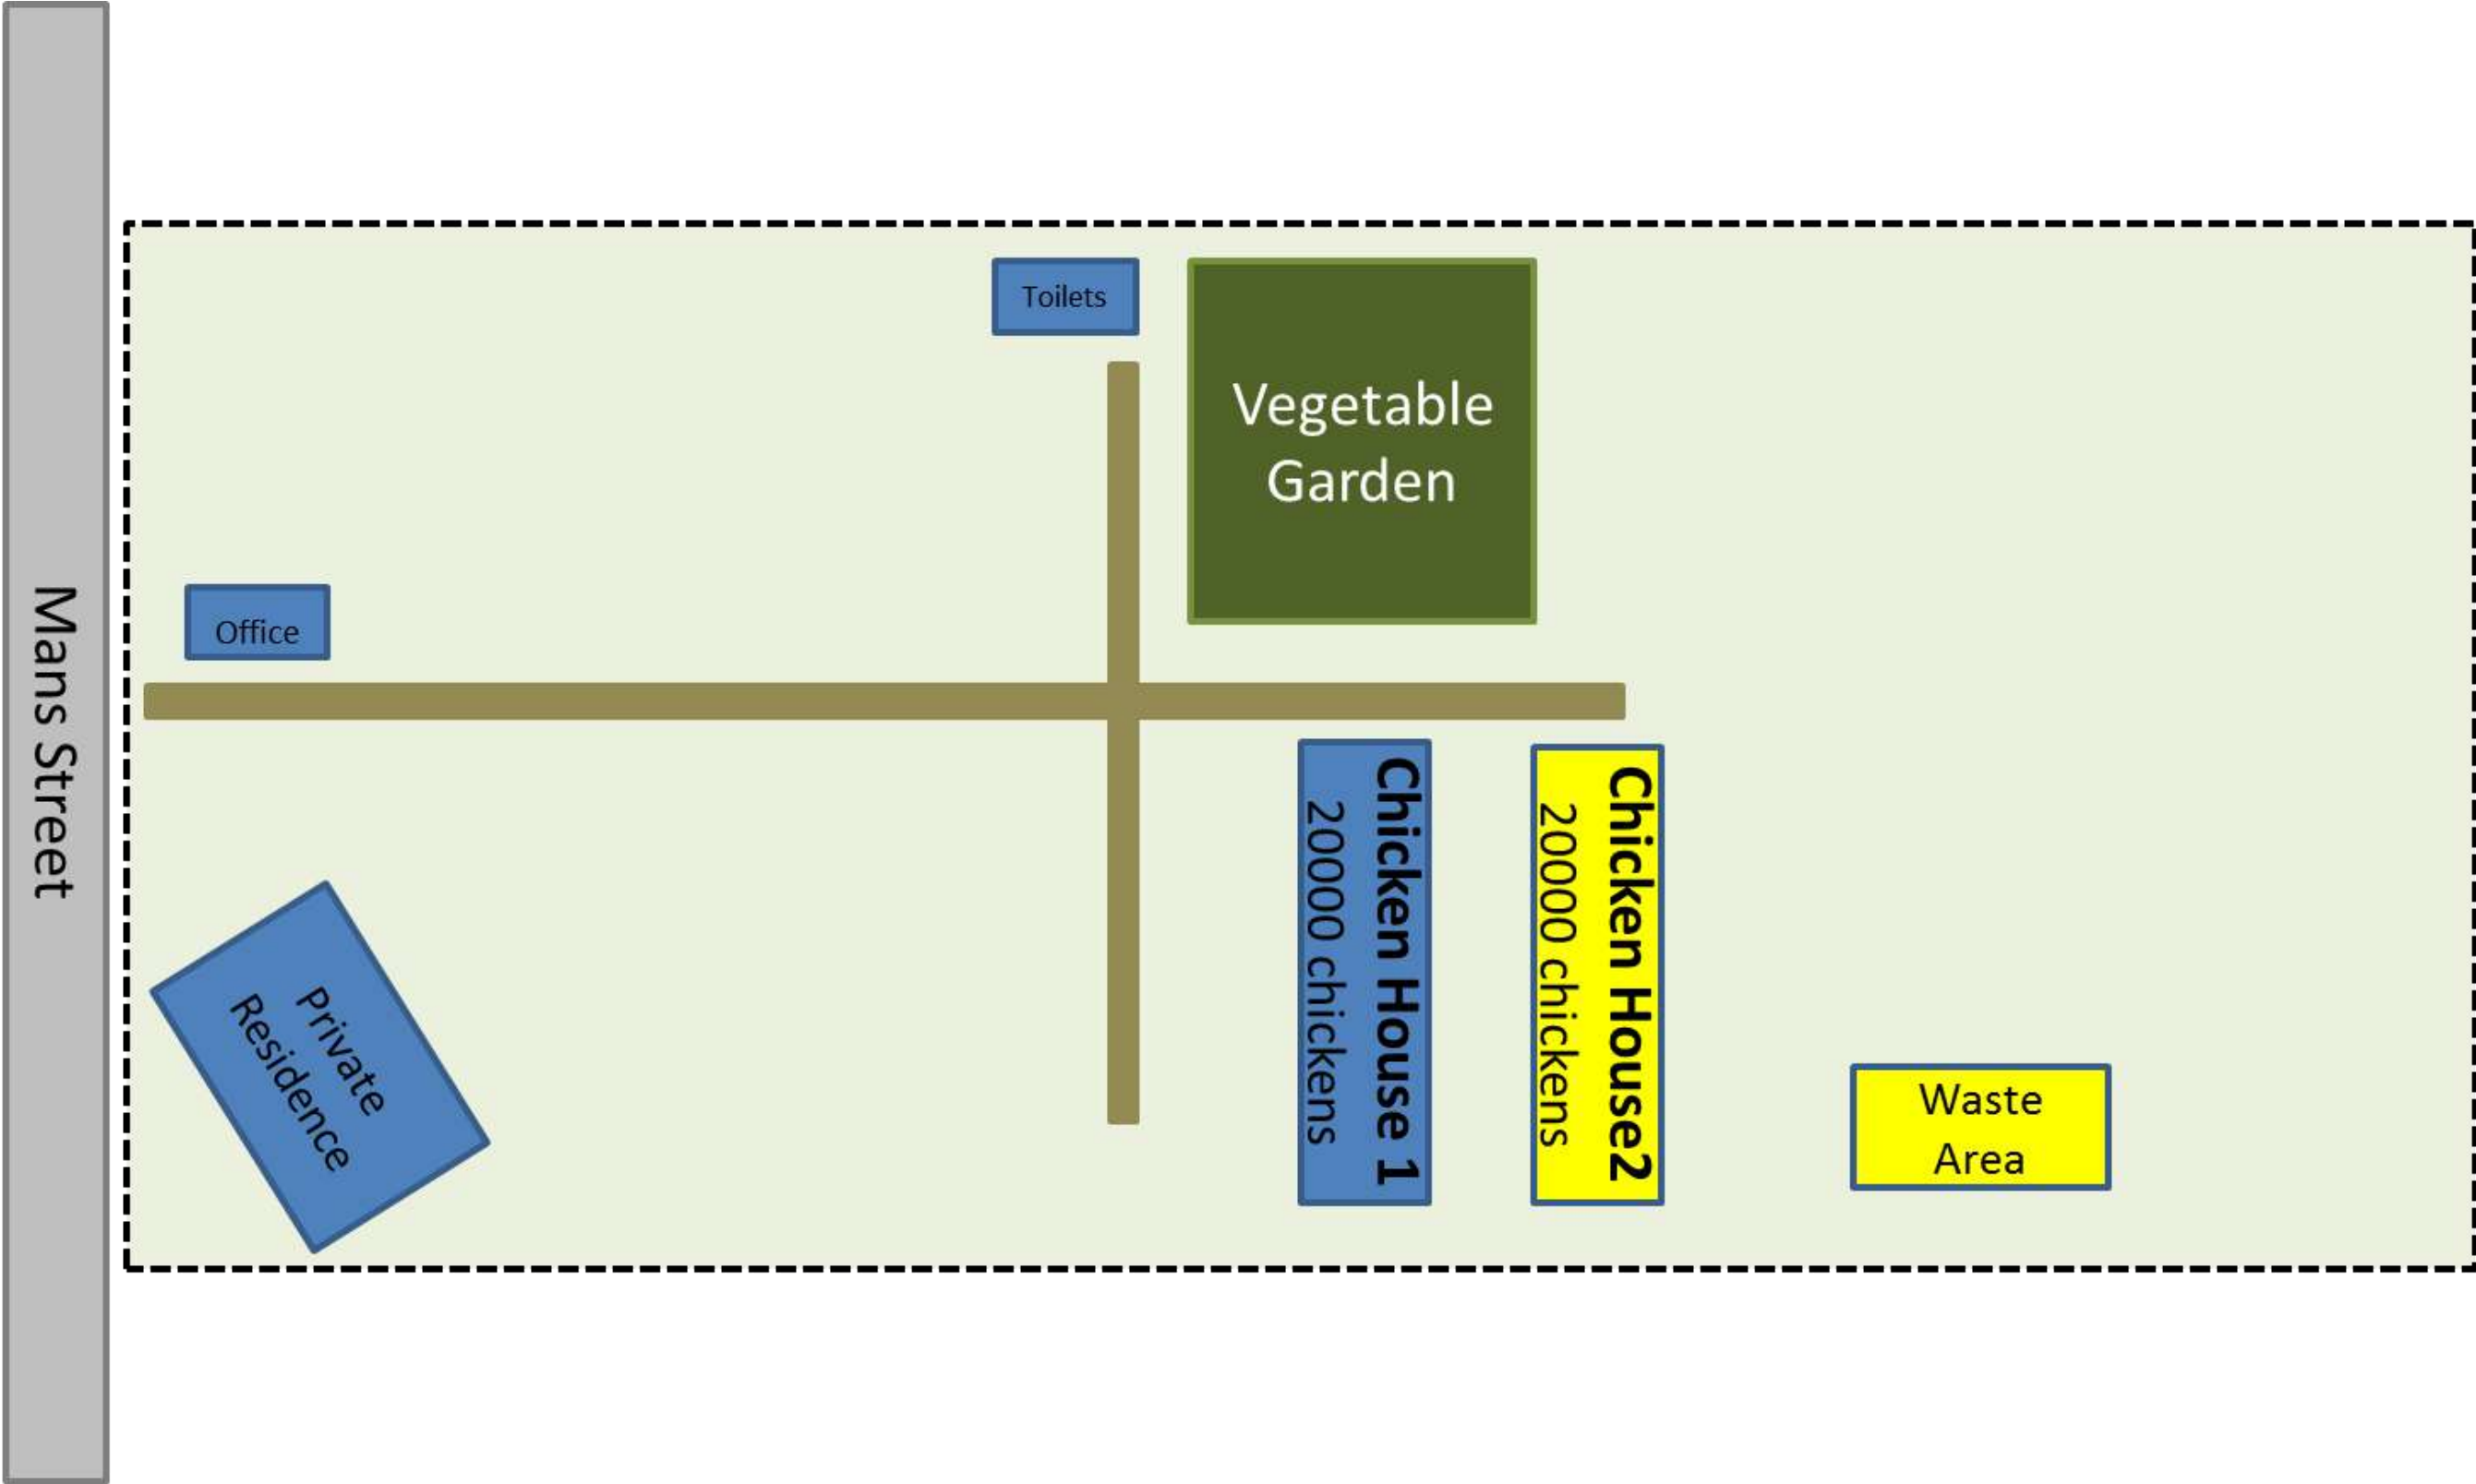 Mans Street
Toilets
Vegetable
Garden
Office
Private
Residence
Chicken House 1
20000 chickens
Chicken House2
20000 chickens
Waste
Area